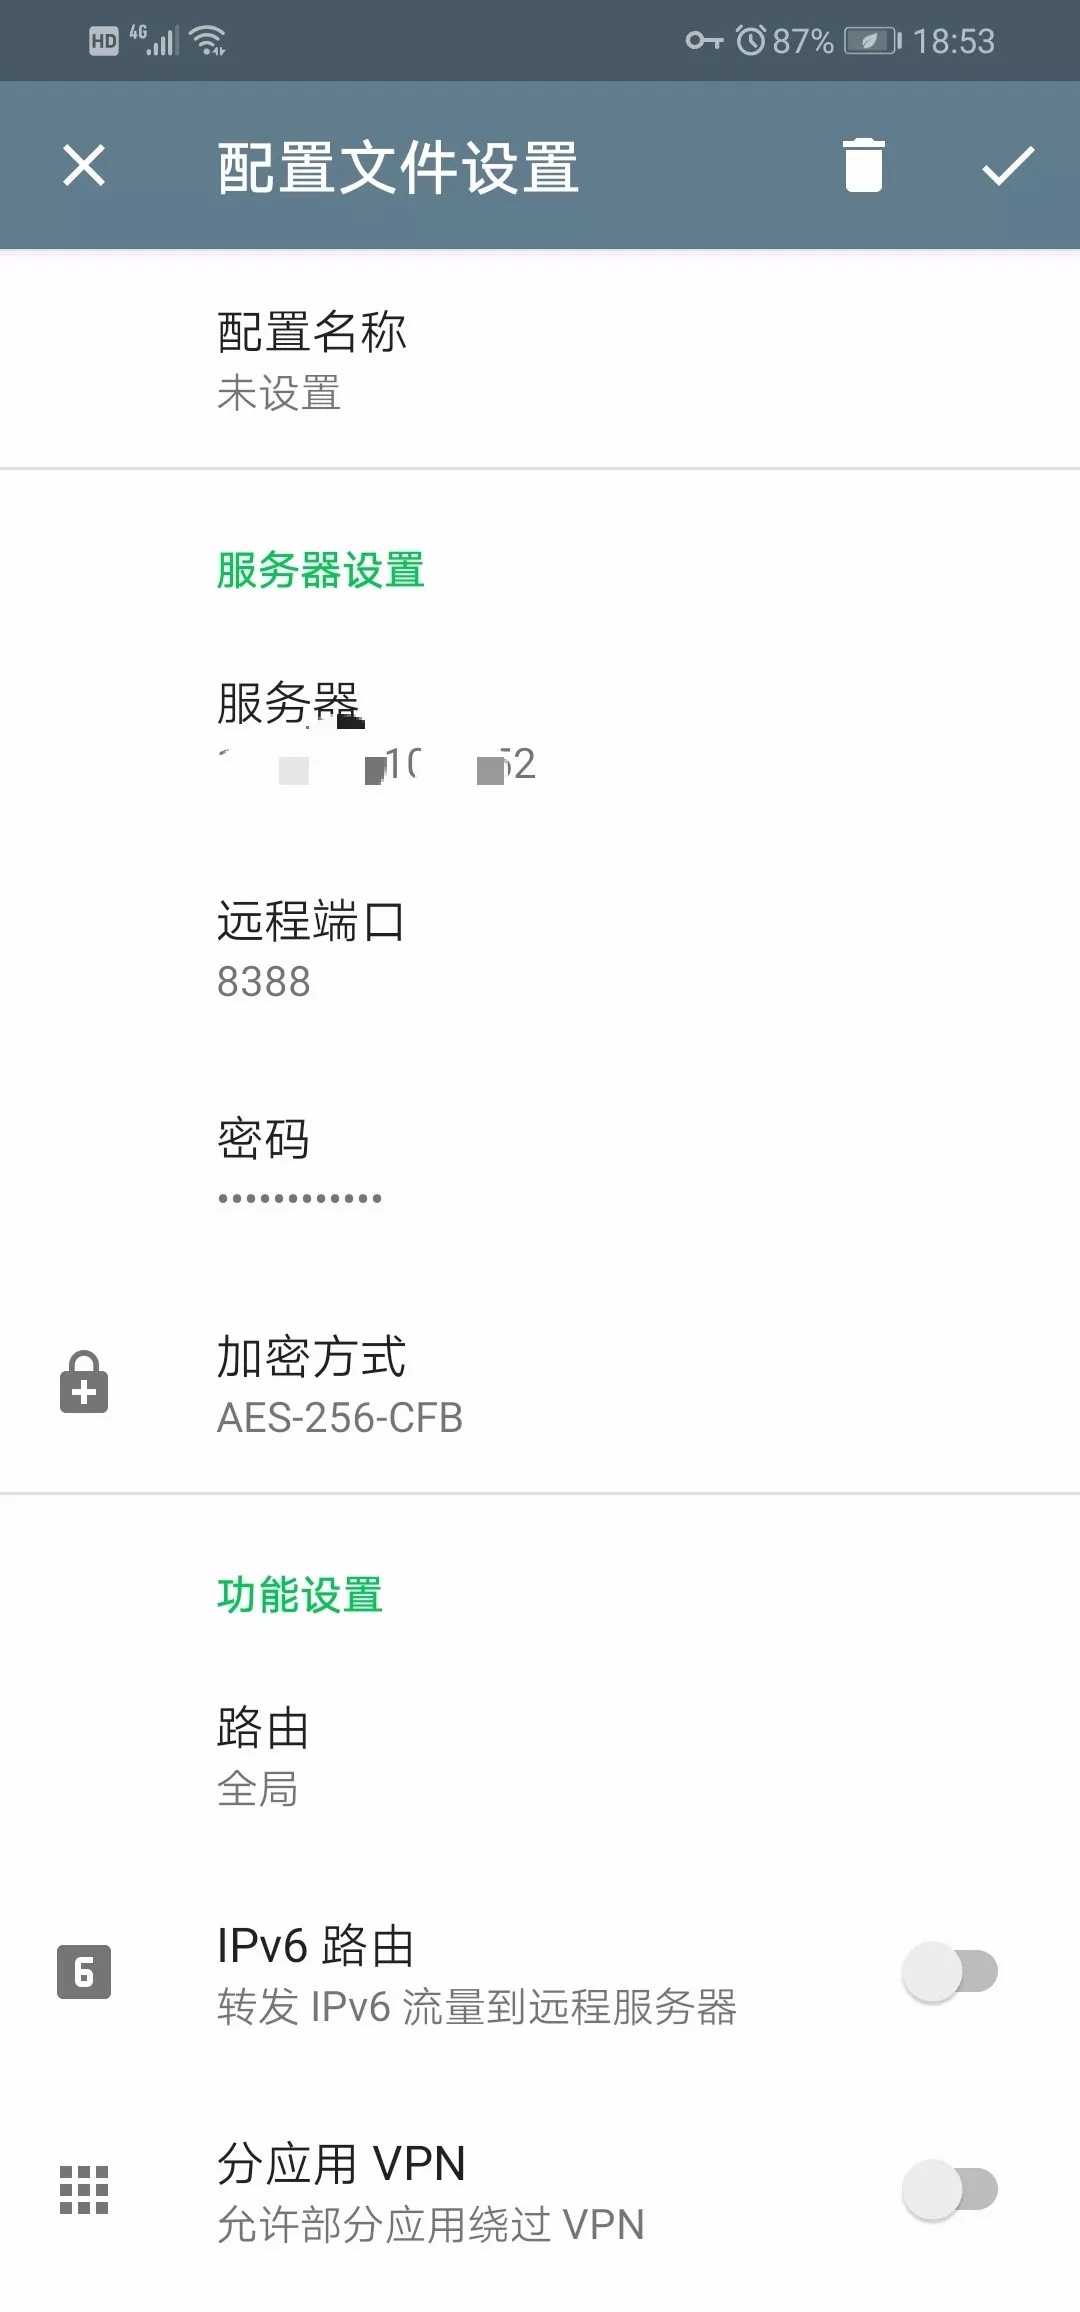 HD 4G 87% 18:53
配置文件设置
配置名称
未设置
服务器设置
服务器
远程端口
8388
密码
••••••••••••
加密方式
AES-256-CFB
功能设置
路由
全局
IPv6 路由
转发 IPv6 流量到远程服务器
分应用 VPN
允许部分应用绕过 VPN